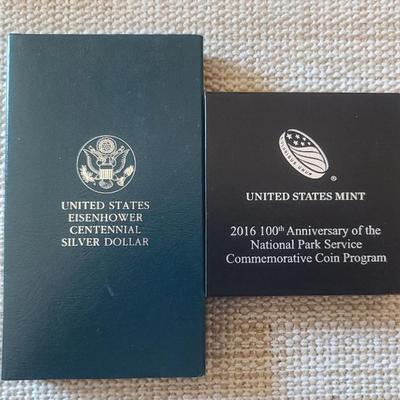 UNITED STATES
EISENHOWER
CENTENNIAL
SILVER DOLLAR
UNITED STATES MINT
2016 100th Anniversary of the
National Park Service
Commemorative Coin Program